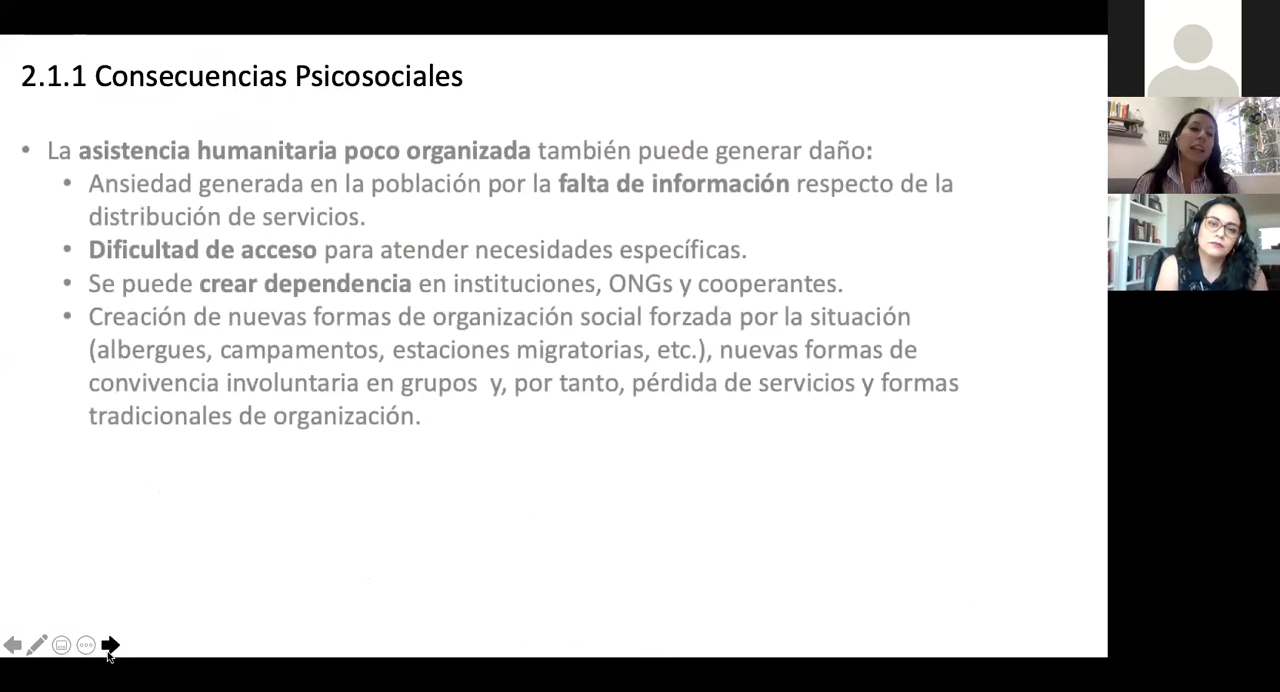 2.1.1 Consecuencias Psicosociales
• La asistencia humanitaria poco organizada también puede generar daño:
• Ansiedad generada en la población por la falta de información respecto de la
distribución de servicios.
• Dificultad de acceso para atender necesidades específicas.
• Se puede crear dependencia en instituciones, ONGs y cooperantes.
• Creación de nuevas formas de organización social forzada por la situación
(albergues, campamentos, estaciones migratorias, etc.), nuevas formas de
convivencia involuntaria en grupos y, por tanto, pérdida de servicios y formas
tradicionales de organización.